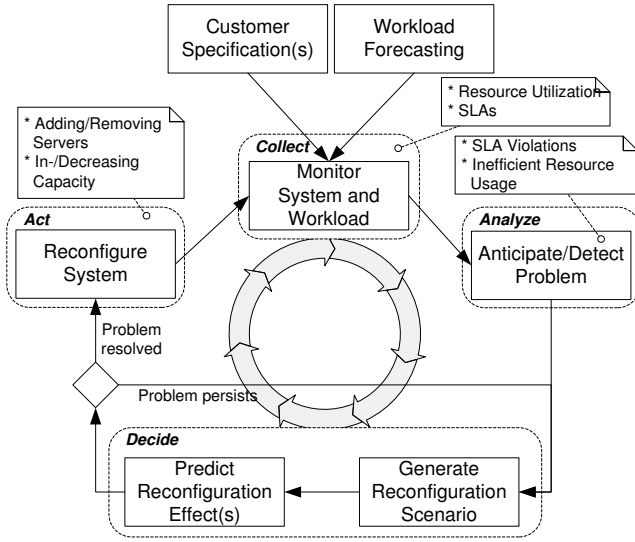 Customer
Specification(s)
Workload
Forecasting
* Resource Utilization
* SLAs
* Adding/Removing
Servers
* In-/Decreasing
Capacity
* SLA Violations
* Inefficient Resource
Usage
Collect
Monitor
System and
Workload
Act
Reconfigure
System
Analyze
Anticipate/Detect
Problem
Problem
resolved
Problem persists
Decide
Predict
Reconfiguration
Effect(s)
Generate
Reconfiguration
Scenario